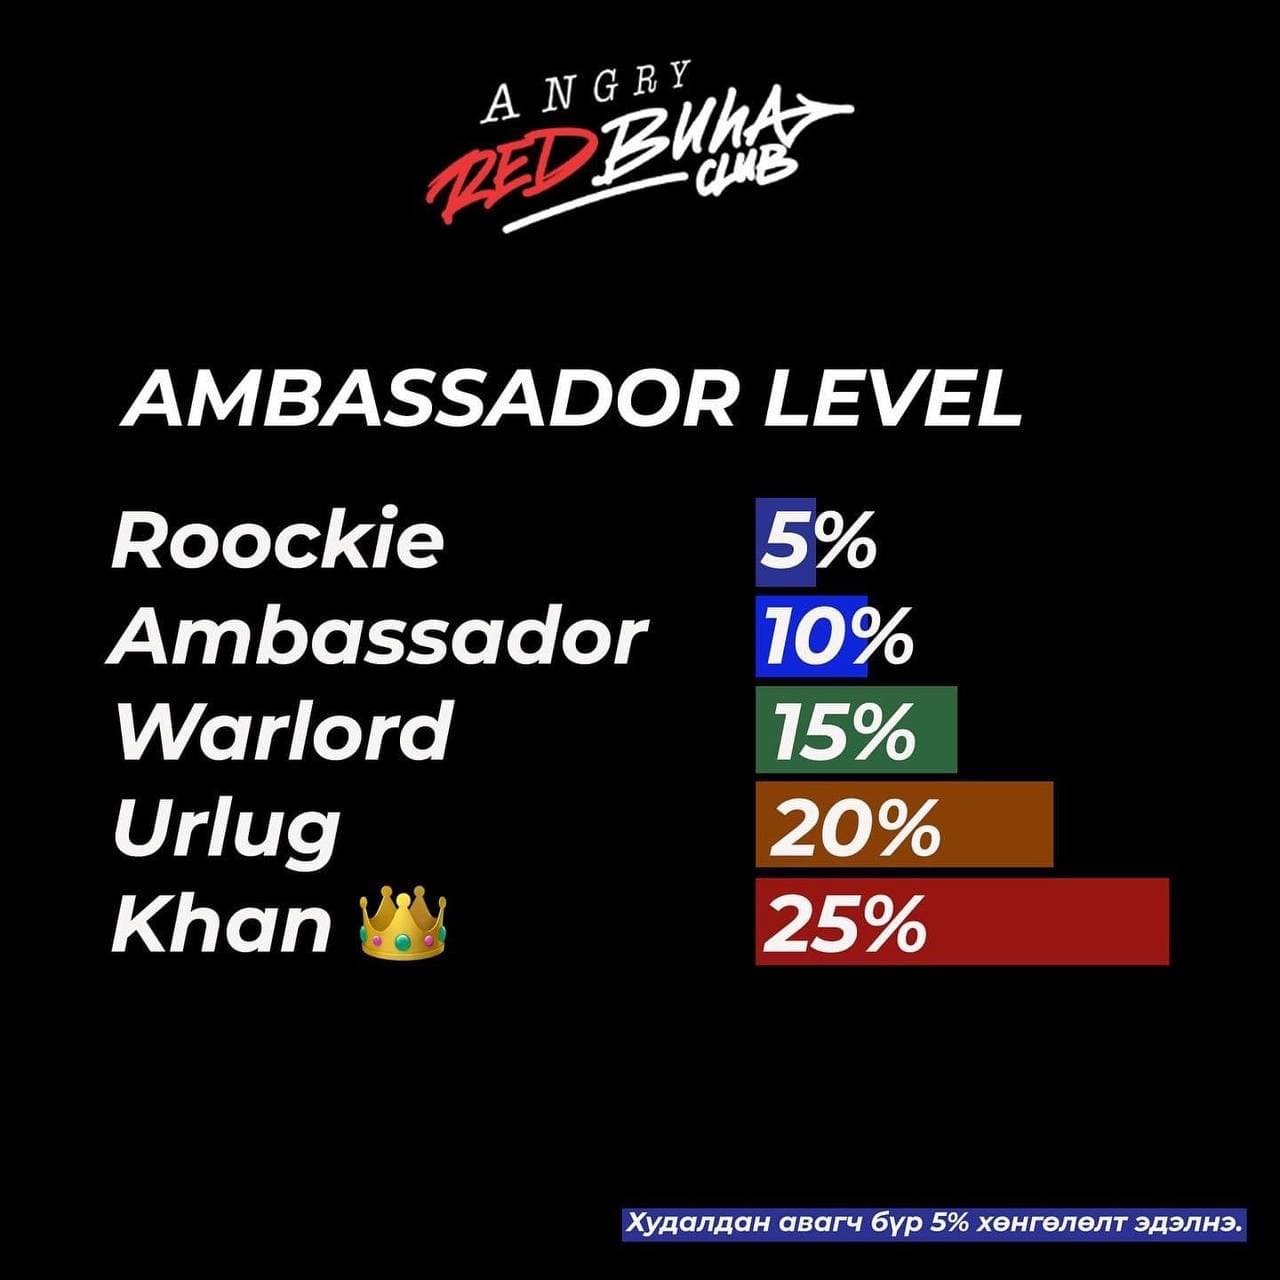 ANGRY
RED BUHA
CLUB
AMBASSADOR LEVEL
Roockie 5%
Ambassador 10%
Warlord 15%
Urlug 20%
Khan 25%
Худалдан авагч бүр 5% хөнгөлөлт эдэлнэ.